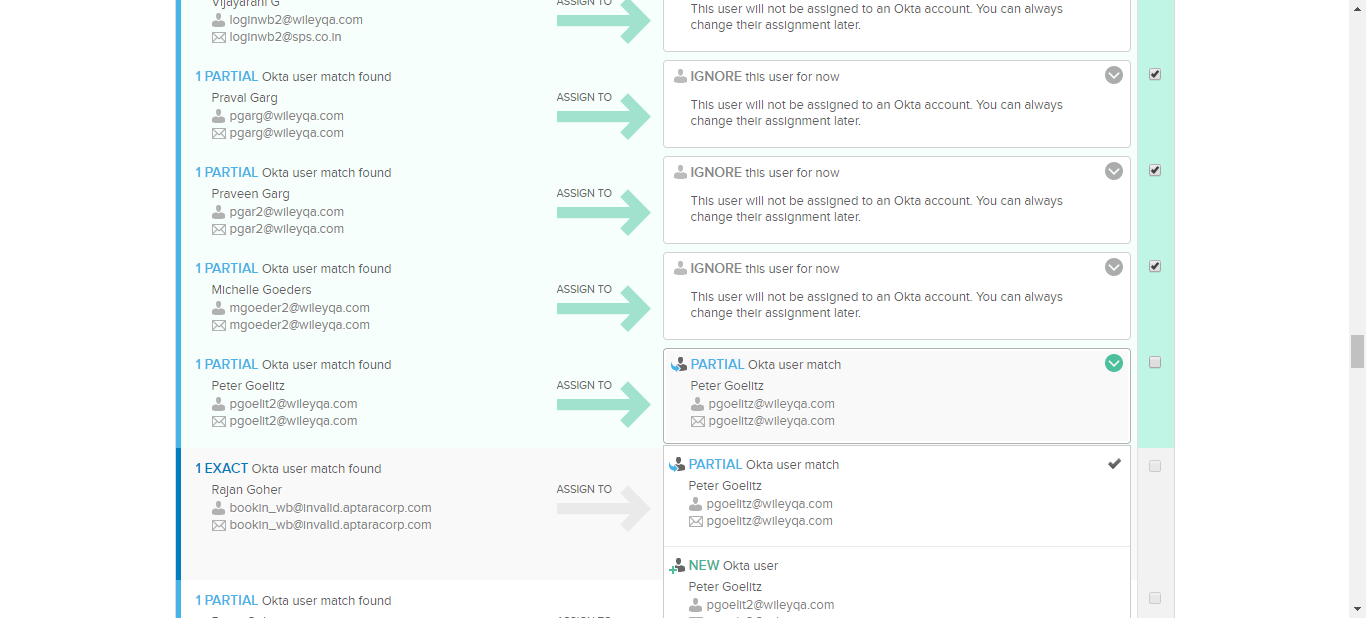 Vijayarani G
loginwb2@wileyqa.com
loginwb2@sps.co.in
ASSIGN TO
This user will not be assigned to an Okta account. You can always
change their assignment later.
1 PARTIAL Okta user match found
Praval Garg
pgarg@wileyqa.com
pgarg@wileyqa.com
ASSIGN TO
IGNORE this user for now
This user will not be assigned to an Okta account. You can always
change their assignment later.
1 PARTIAL Okta user match found
Praveen Garg
pgar2@wileyqa.com
pgar2@wileyqa.com
ASSIGN TO
IGNORE this user for now
This user will not be assigned to an Okta account. You can always
change their assignment later.
1 PARTIAL Okta user match found
Michelle Goeders
mgoeder2@wileyqa.com
mgoeder2@wileyqa.com
ASSIGN TO
IGNORE this user for now
This user will not be assigned to an Okta account. You can always
change their assignment later.
1 PARTIAL Okta user match found
Peter Goelitz
pgoelit2@wileyqa.com
pgoelit2@wileyqa.com
ASSIGN TO
PARTIAL Okta user match
Peter Goelitz
pgoelitz@wileyqa.com
pgoelitz@wileyqa.com
1 EXACT Okta user match found
Rajan Goher
bookin_wb@invalid.aptaracorp.com
bookin_wb@invalid.aptaracorp.com
ASSIGN TO
PARTIAL Okta user match
Peter Goelitz
pgoelitz@wileyqa.com
pgoelitz@wileyqa.com
NEW Okta user
Peter Goelitz
pgoelit2@wileyqa.com
1 PARTIAL Okta user match found